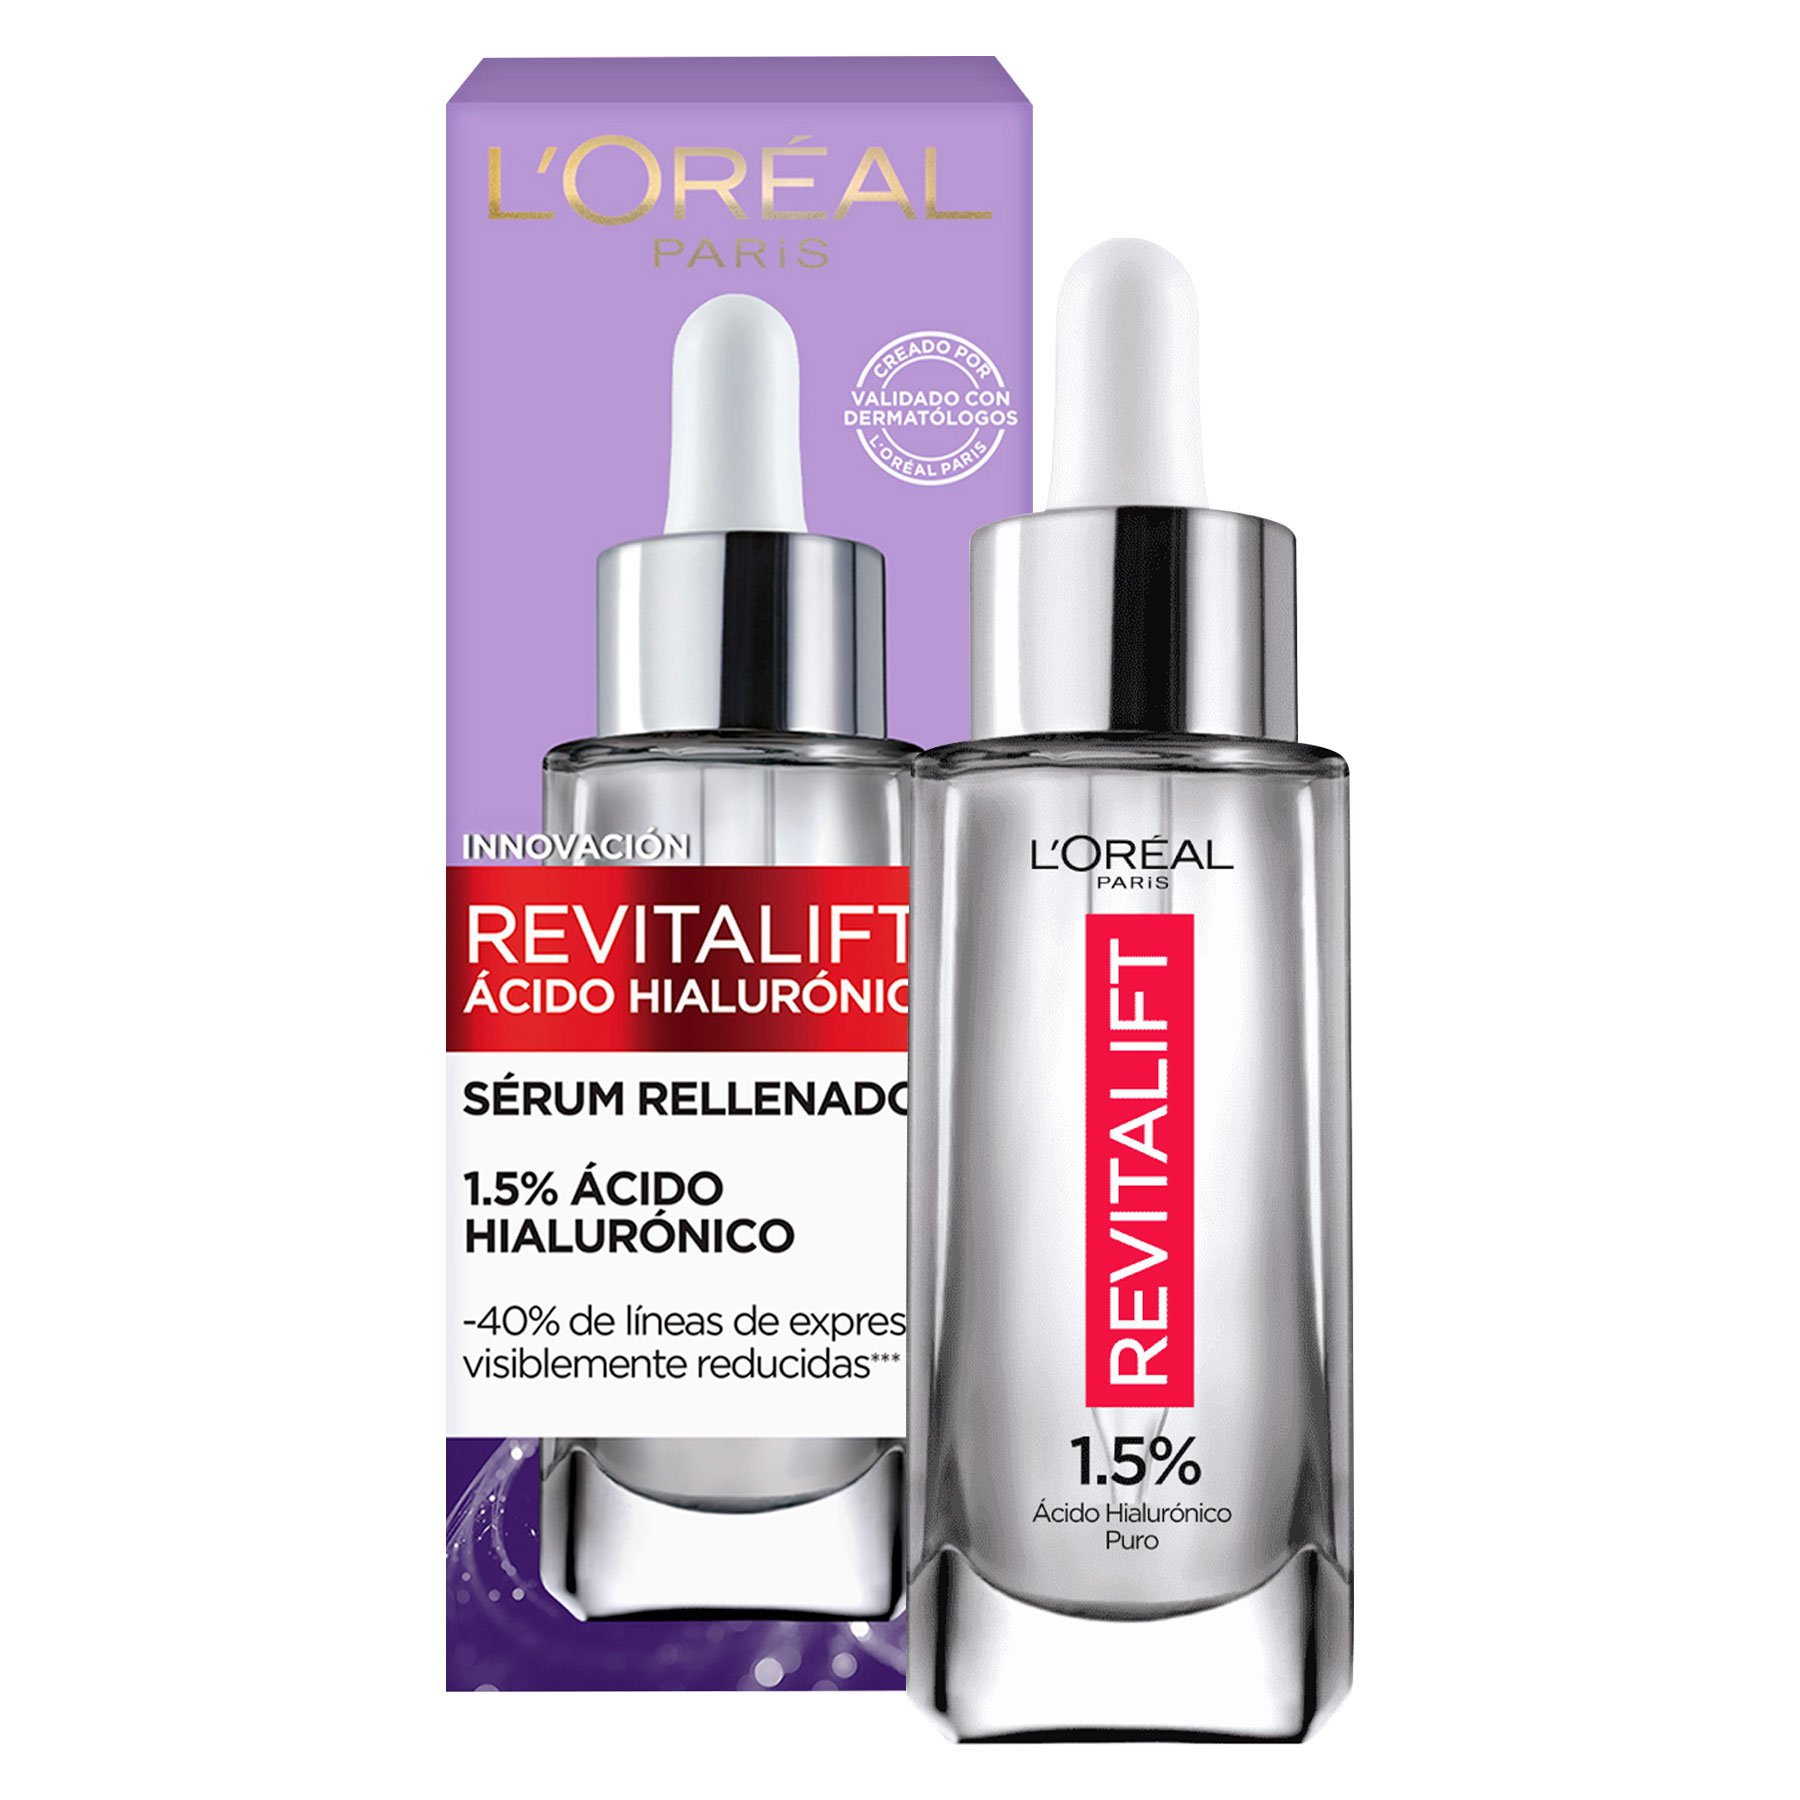 L'ORÉAL
PARiS
CREADO POR
VALIDADO CON
DERMATÓLOGOS
L'ORÉAL PARIS
INNOVACIÓN
REVITALIFT
ÁCIDO HIALURÓNIC
SÉRUM RELLENADO
1.5% ÁCIDO
HIALURÓNICO
-40% de líneas de expres
visiblemente reducidas***
L'ORÉAL
PARiS
REVITALIFT
1.5%
Ácido Hialurónico
Puro